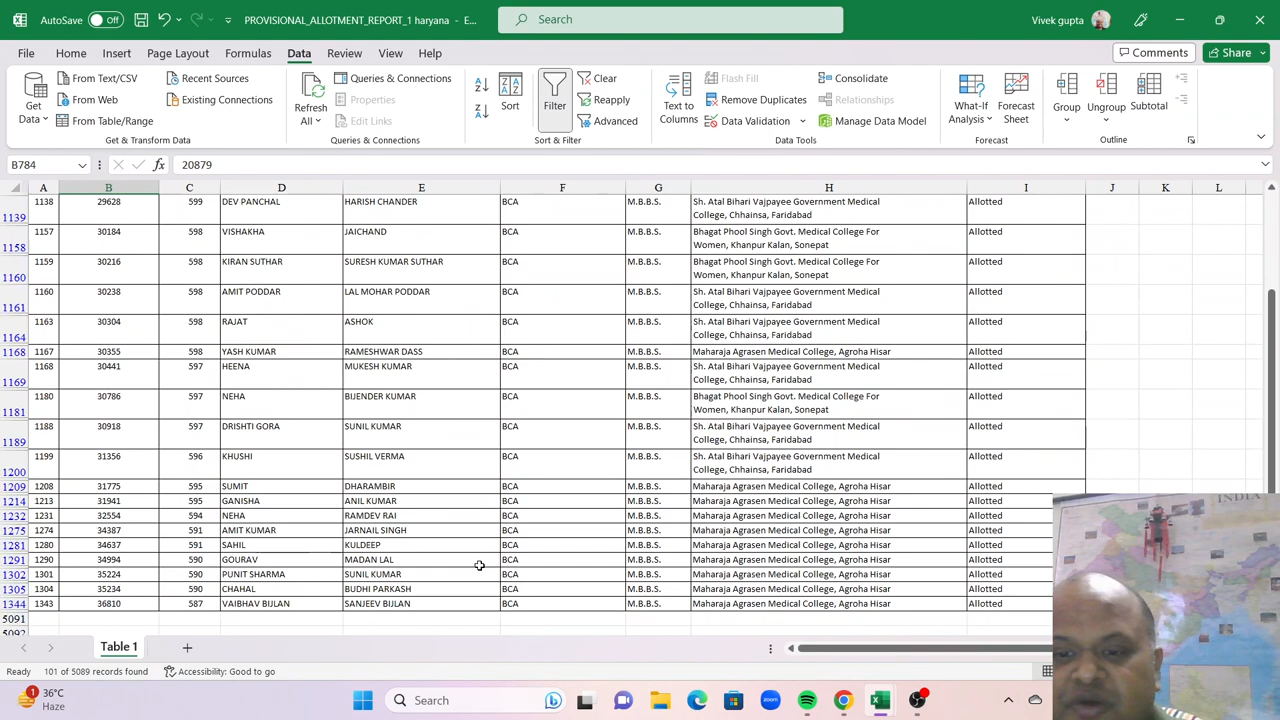 AutoSave Off PROVISIONAL_ALLOTMENT_REPORT_1 haryana - E... Search Vivek gupta
File Home Insert Page Layout Formulas Data Review View Help Comments Share
Get Data From Text/CSV From Web From Table/Range Recent Sources Existing Connections
Refresh All Queries & Connections Properties Edit Links
Sort Filter Clear Reapply Advanced
Text to Columns Flash Fill Remove Duplicates Data Validation Consolidate Relationships Manage Data Model
What-If Analysis Forecast Sheet Group Ungroup Subtotal
Get & Transform Data Queries & Connections Sort & Filter Data Tools Forecast Outline
B784 fx 20879
A B C D E F G H I J K L
1139 1138 29628 599 DEV PANCHAL HARISH CHANDER BCA M.B.B.S. Sh. Atal Bihari Vajpayee Government Medical Allotted
College, Chhainsa, Faridabad
1158 1157 30184 598 VISHAKHA JAICHAND BCA M.B.B.S. Bhagat Phool Singh Govt. Medical College For Allotted
Women, Khanpur Kalan, Sonepat
1160 1159 30216 598 KIRAN SUTHAR SURESH KUMAR SUTHAR BCA M.B.B.S. Bhagat Phool Singh Govt. Medical College For Allotted
Women, Khanpur Kalan, Sonepat
1161 1160 30238 598 AMIT PODDAR LAL MOHAR PODDAR BCA M.B.B.S. Sh. Atal Bihari Vajpayee Government Medical Allotted
College, Chhainsa, Faridabad
1164 1163 30304 598 RAJAT ASHOK BCA M.B.B.S. Sh. Atal Bihari Vajpayee Government Medical Allotted
College, Chhainsa, Faridabad
1168 1167 30355 598 YASH KUMAR RAMESHWAR DASS BCA M.B.B.S. Maharaja Agrasen Medical College, Agroha Hisar Allotted
1169 1168 30441 597 HEENA MUKESH KUMAR BCA M.B.B.S. Sh. Atal Bihari Vajpayee Government Medical Allotted
College, Chhainsa, Faridabad
1181 1180 30786 597 NEHA BIJENDER KUMAR BCA M.B.B.S. Bhagat Phool Singh Govt. Medical College For Allotted
Women, Khanpur Kalan, Sonepat
1189 1188 30918 597 DRISHTI GORA SUNIL KUMAR BCA M.B.B.S. Sh. Atal Bihari Vajpayee Government Medical Allotted
College, Chhainsa, Faridabad
1200 1199 31356 596 KHUSHI SUSHIL VERMA BCA M.B.B.S. Sh. Atal Bihari Vajpayee Government Medical Allotted
College, Chhainsa, Faridabad
1209 1208 31775 595 SUMIT DHARAMBIR BCA M.B.B.S. Maharaja Agrasen Medical College, Agroha Hisar Allotted
1214 1213 31941 595 GANISHA ANIL KUMAR BCA M.B.B.S. Maharaja Agrasen Medical College, Agroha Hisar Allotted
1232 1231 32554 594 NEHA RAMDEV RAI BCA M.B.B.S. Maharaja Agrasen Medical College, Agroha Hisar Allotted
1275 1274 34387 591 AMIT KUMAR JARNAIL SINGH BCA M.B.B.S. Maharaja Agrasen Medical College, Agroha Hisar Allotted
1281 1280 34637 591 SAHIL KULDEEP BCA M.B.B.S. Maharaja Agrasen Medical College, Agroha Hisar Allotted
1291 1290 34994 590 GOURAV MADAN LAL BCA M.B.B.S. Maharaja Agrasen Medical College, Agroha Hisar Allotted
1302 1301 35224 590 PUNIT SHARMA SUNIL KUMAR BCA M.B.B.S. Maharaja Agrasen Medical College, Agroha Hisar Allotted
1305 1304 35234 590 CHAHAL BUDHI PARKASH BCA M.B.B.S. Maharaja Agrasen Medical College, Agroha Hisar Allotted
1344 1343 36810 587 VAIBHAV BIJLAN SANJEEV BIJLAN BCA M.B.B.S. Maharaja Agrasen Medical College, Agroha Hisar Allotted
5091
5092
Table 1
Ready 101 of 5089 records found Accessibility: Good to go
1 36°C Haze Search zoom
INDIA